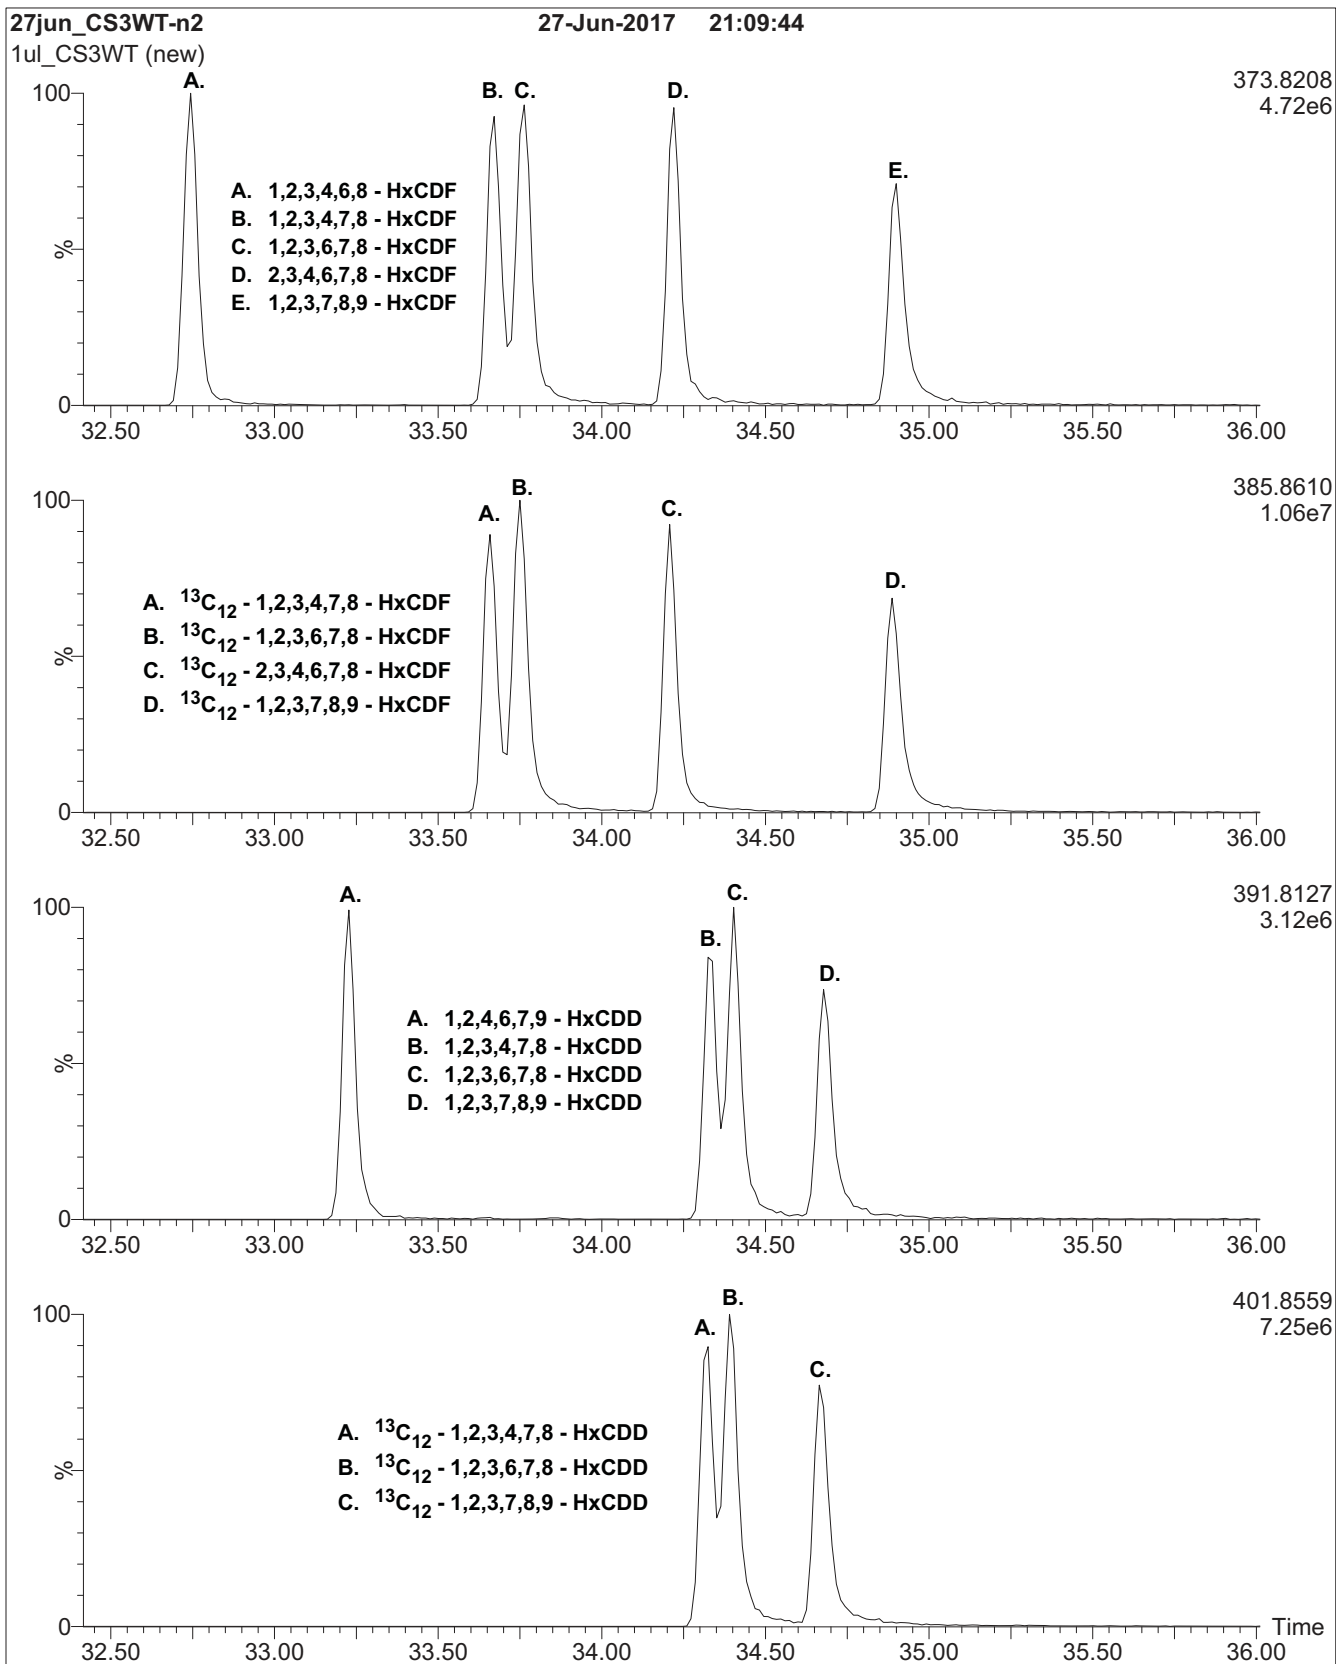 27jun_CS3WT-n2 27-Jun-2017 21:09:44
1ul_CS3WT (new)
373.8208
4.72e6
A.
B. C.
D.
E.
100
%
0
A. 1,2,3,4,6,8 - HxCDF
B. 1,2,3,4,7,8 - HxCDF
C. 1,2,3,6,7,8 - HxCDF
D. 2,3,4,6,7,8 - HxCDF
E. 1,2,3,7,8,9 - HxCDF
32.50 33.00 33.50 34.00 34.50 35.00 35.50 36.00
385.8610
1.06e7
A.
B.
C.
D.
100
%
0
A. ¹³C₁₂ - 1,2,3,4,7,8 - HxCDF
B. ¹³C₁₂ - 1,2,3,6,7,8 - HxCDF
C. ¹³C₁₂ - 2,3,4,6,7,8 - HxCDF
D. ¹³C₁₂ - 1,2,3,7,8,9 - HxCDF
32.50 33.00 33.50 34.00 34.50 35.00 35.50 36.00
391.8127
3.12e6
A.
B.
C.
D.
100
%
0
A. 1,2,4,6,7,9 - HxCDD
B. 1,2,3,4,7,8 - HxCDD
C. 1,2,3,6,7,8 - HxCDD
D. 1,2,3,7,8,9 - HxCDD
32.50 33.00 33.50 34.00 34.50 35.00 35.50 36.00
401.8559
7.25e6
A.
B.
C.
100
%
0
A. ¹³C₁₂ - 1,2,3,4,7,8 - HxCDD
B. ¹³C₁₂ - 1,2,3,6,7,8 - HxCDD
C. ¹³C₁₂ - 1,2,3,7,8,9 - HxCDD
Time
32.50 33.00 33.50 34.00 34.50 35.00 35.50 36.00